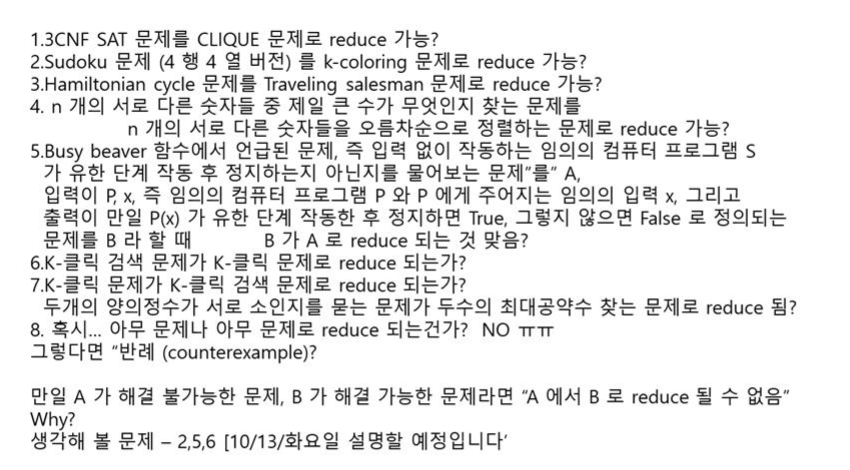 1.3CNF SAT 문제를 CLIQUE 문제로 reduce 가능?
2.Sudoku 문제 (4 행 4 열 버전) 를 k-coloring 문제로 reduce 가능?
3.Hamiltonian cycle 문제를 Traveling salesman 문제로 reduce 가능?
4. n 개의 서로 다른 숫자들 중 제일 큰 수가 무엇인지 찾는 문제를
n 개의 서로 다른 숫자들을 오름차순으로 정렬하는 문제로 reduce 가능?
5.Busy beaver 함수에서 언급된 문제, 즉 입력 없이 작동하는 임의의 컴퓨터 프로그램 S
가 유한 단계 작동 후 정지하는지 아닌지를 물어보는 문제"를" A,
입력이 P, x, 즉 임의의 컴퓨터 프로그램 P 와 P 에게 주어지는 임의의 입력 x, 그리고
출력이 만일 P(x) 가 유한 단계 작동한 후 정지하면 True, 그렇지 않으면 False 로 정의되는
문제를 B 라 할 때 B 가 A 로 reduce 되는 것 맞음?
6.K-클릭 검색 문제가 K-클릭 문제로 reduce 되는가?
7.K-클릭 문제가 K-클릭 검색 문제로 reduce 되는가?
두개의 양의정수가 서로 소인지를 묻는 문제가 두수의 최대공약수 찾는 문제로 reduce 됨?
8. 혹시... 아무 문제나 아무 문제로 reduce 되는건가? NO ㅠㅠ
그렇다면 "반례 (counterexample)?
만일 A 가 해결 불가능한 문제, B 가 해결 가능한 문제라면 "A 에서 B 로 reduce 될 수 없음"
Why?
생각해 볼 문제 – 2,5,6 [10/13/화요일 설명할 예정입니다'